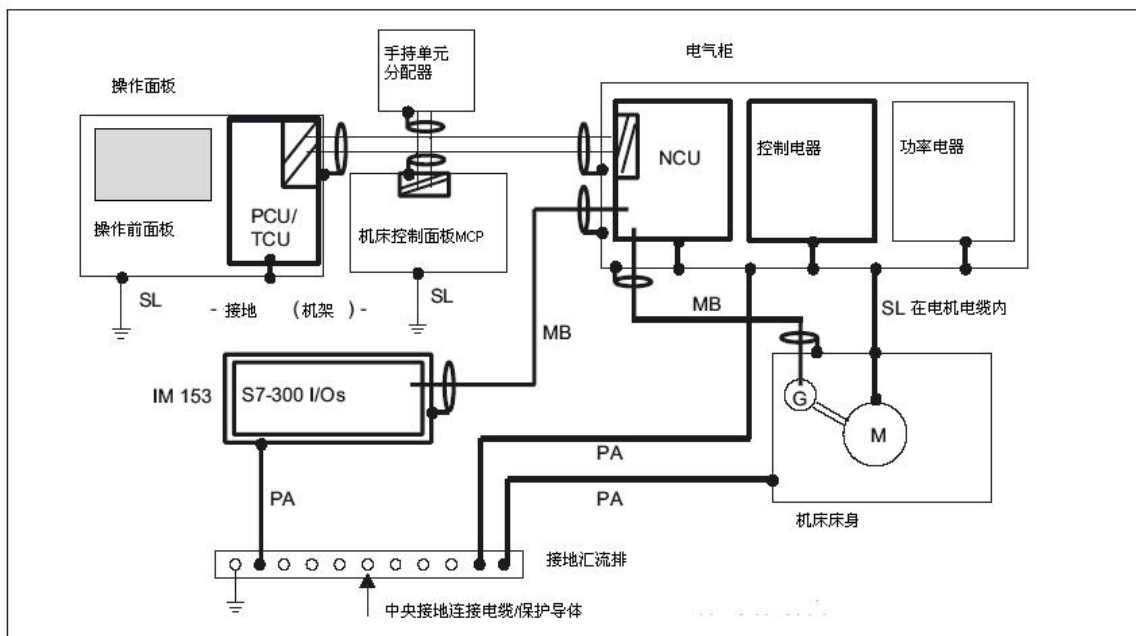 手持单元
分配器
电气柜
操作面板
NCU
控制电器
功率电器
PCU/
TCU
操作前面板
机床控制面板MCP
SL
- 接地 (机架) -
SL
MB
MB
SL 在电机电缆内
IM 153
S7-300 I/Os
G
M
PA
PA
PA
机床床身
接地汇流排
中央接地连接电缆/保护导体